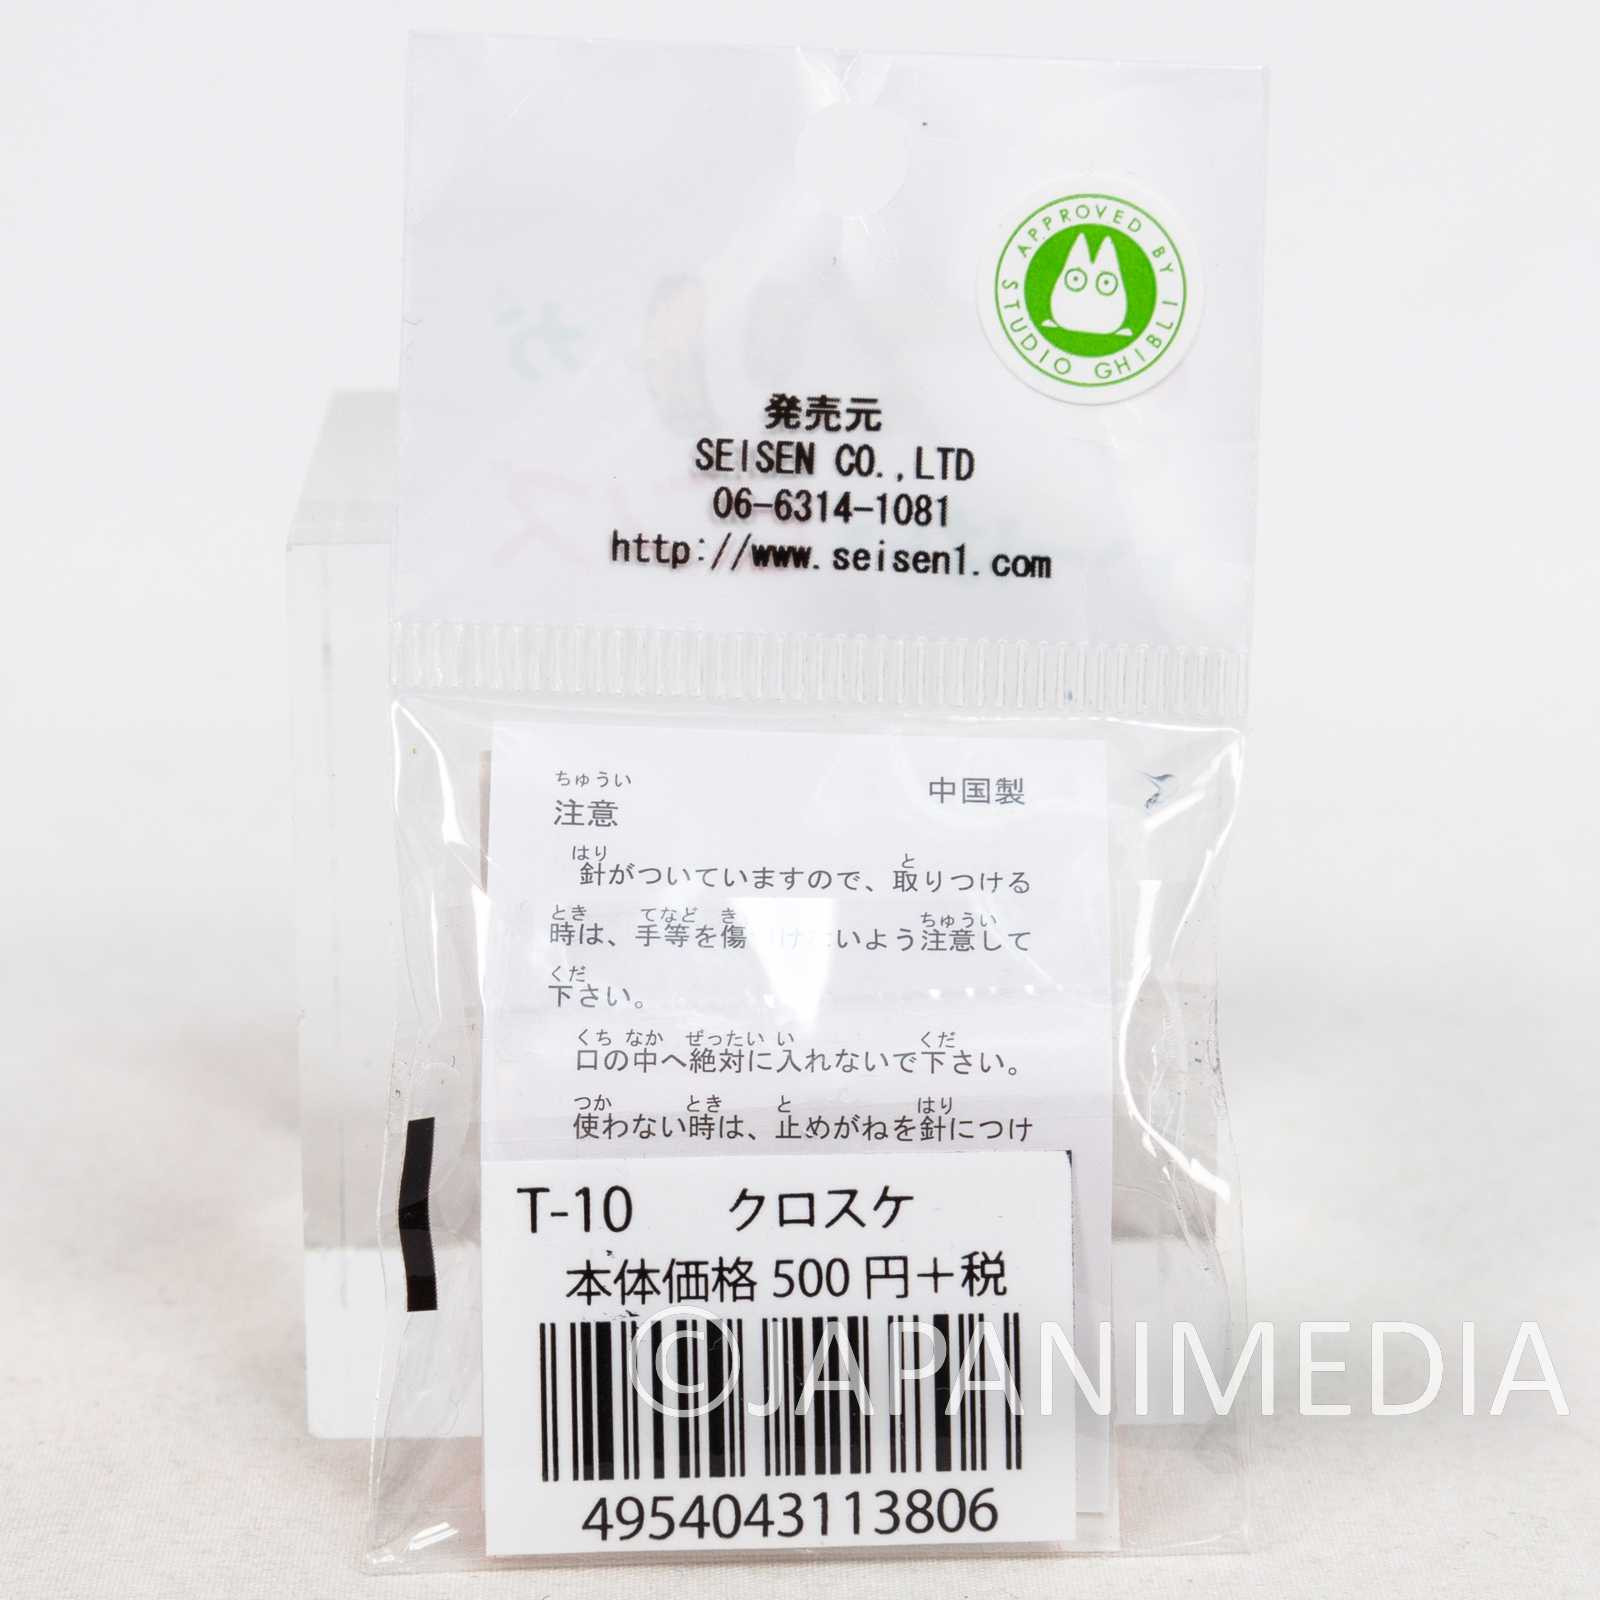 APPROVED BY
STUDIO GHIBLI
発売元
SEISEN CO.,LTD
06-6314-1081
http://www.seisen1.com
ちゅうい
注意
中国製
はり と
針がついていますので、取りつける
とき てなど き ちゅうい
時は、手等を傷つけないよう注意して
くだ
下さい。
くち なか ぜったい い くだ
口の中へ絶対に入れないで下さい。
つか とき と はり
使わない時は、止めがねを針につけ
T-10 クロスケ
本体価格 500 円+税
4954043113806
©JAPANIMEDIA